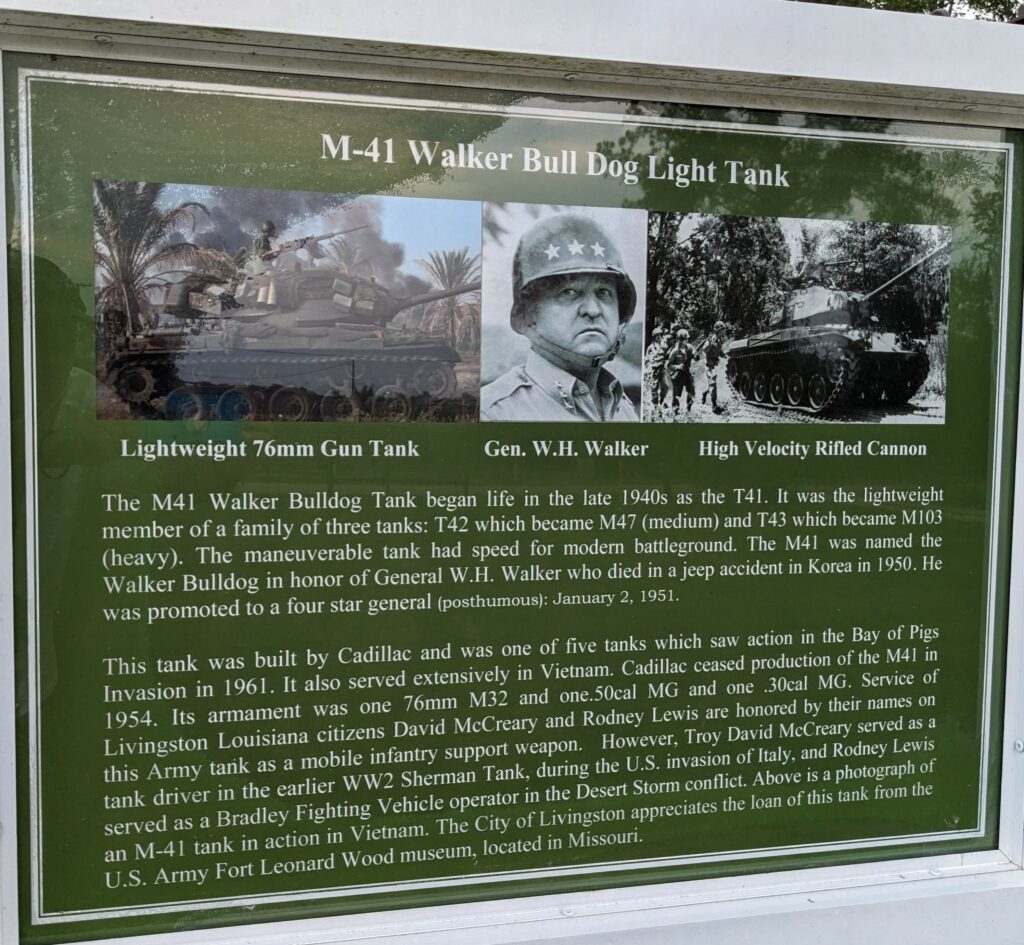 M-41 Walker Bull Dog Light Tank
Lightweight 76mm Gun Tank
Gen. W.H. Walker
High Velocity Rifled Cannon
The M41 Walker Bulldog Tank began life in the late 1940s as the T41. It was the lightweight
member of a family of three tanks: T42 which became M47 (medium) and T43 which became M103
(heavy). The maneuverable tank had speed for modern battleground. The M41 was named the
Walker Bulldog in honor of General W.H. Walker who died in a jeep accident in Korea in 1950. He
was promoted to a four star general (posthumous): January 2, 1951.
This tank was built by Cadillac and was one of five tanks which saw action in the Bay of Pigs
Invasion in 1961. It also served extensively in Vietnam. Cadillac ceased production of the M41 in
1954. Its armament was one 76mm M32 and one.50cal MG and one .30cal MG. Service of
Livingston Louisiana citizens David McCreary and Rodney Lewis are honored by their names on
this Army tank as a mobile infantry support weapon. However, Troy David McCreary served as a
tank driver in the earlier WW2 Sherman Tank, during the U.S. invasion of Italy, and Rodney Lewis
served as a Bradley Fighting Vehicle operator in the Desert Storm conflict. Above is a photograph of
an M-41 tank in action in Vietnam. The City of Livingston appreciates the loan of this tank from the
U.S. Army Fort Leonard Wood museum, located in Missouri.